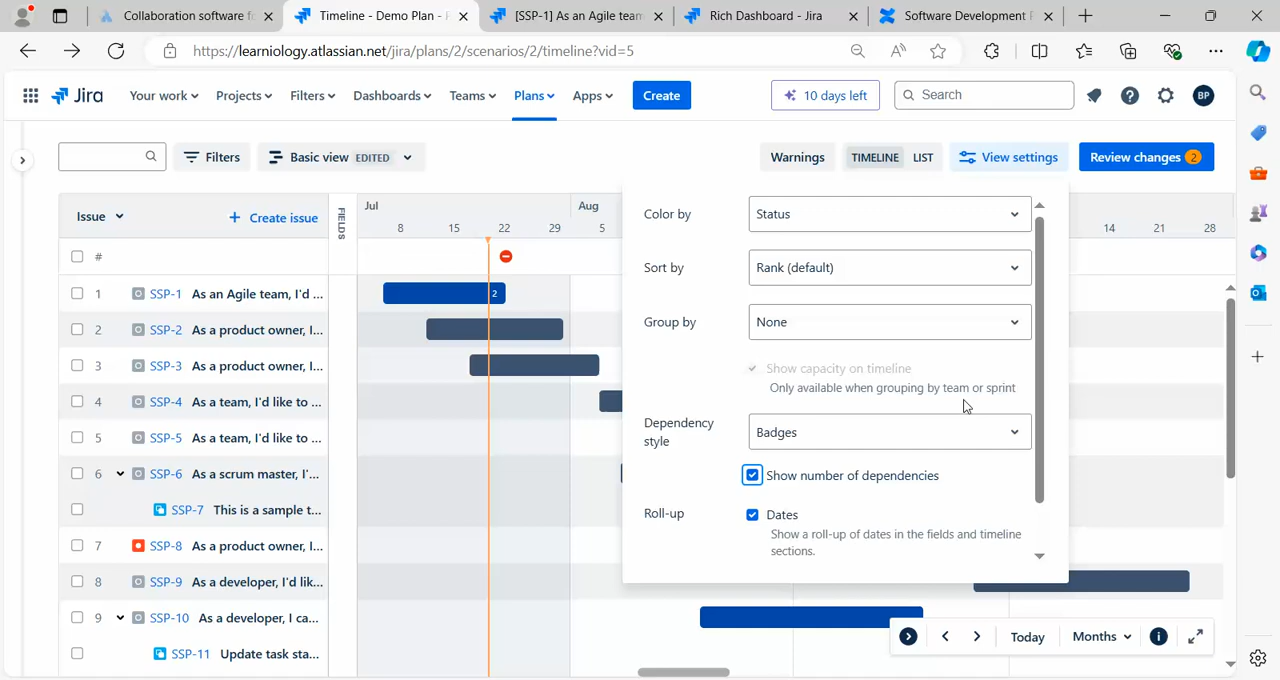 Collaboration software f
Timeline - Demo Plan -
[SSP-1] As an Agile team
Rich Dashboard - Jira
Software Development
https://learniology.atlassian.net/jira/plans/2/scenarios/2/timeline?vid=5
Jira
Your work
Projects
Filters
Dashboards
Teams
Plans
Apps
Create
10 days left
Search
BP
Filters
Basic view EDITED
Warnings
TIMELINE
LIST
View settings
Review changes 2
Issue
+ Create issue
FIELDS
Jul
8 15 22 29
Aug
5
14 21 28
#
1 SSP-1 As an Agile team, I'd ...
2
2 SSP-2 As a product owner, I...
3 SSP-3 As a product owner, I...
4 SSP-4 As a team, I'd like to ...
5 SSP-5 As a team, I'd like to ...
6 SSP-6 As a scrum master, I'...
SSP-7 This is a sample t...
7 SSP-8 As a product owner, I...
8 SSP-9 As a developer, I'd lik...
9 SSP-10 As a developer, I ca...
SSP-11 Update task sta...
Color by
Status
Sort by
Rank (default)
Group by
None
Show capacity on timeline
Only available when grouping by team or sprint
Dependency
style
Badges
Show number of dependencies
Roll-up
Dates
Show a roll-up of dates in the fields and timeline
sections.
Today
Months